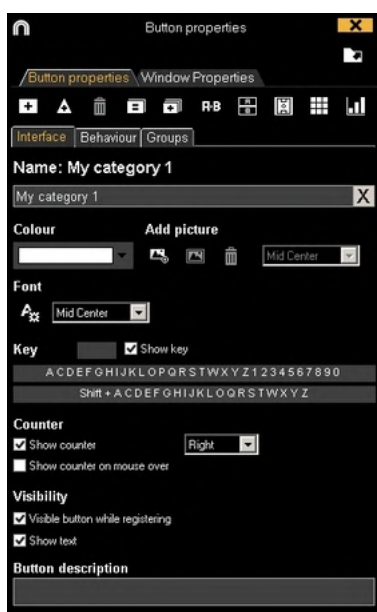 Button properties
X
Button properties Window Properties
A·B
Interface Behaviour Groups
Name: My category 1
My category 1 X
Colour Add picture
Mid Center
Font
Mid Center
Key Show key
A C D E F G H I J K L O P Q R S T W X Y Z 1 2 3 4 5 6 7 8 9 0
Shift + A C D E F G H I J K L O Q R S T W X Y Z
Counter
Show counter Right
Show counter on mouse over
Visibility
Visible button while registering
Show text
Button description